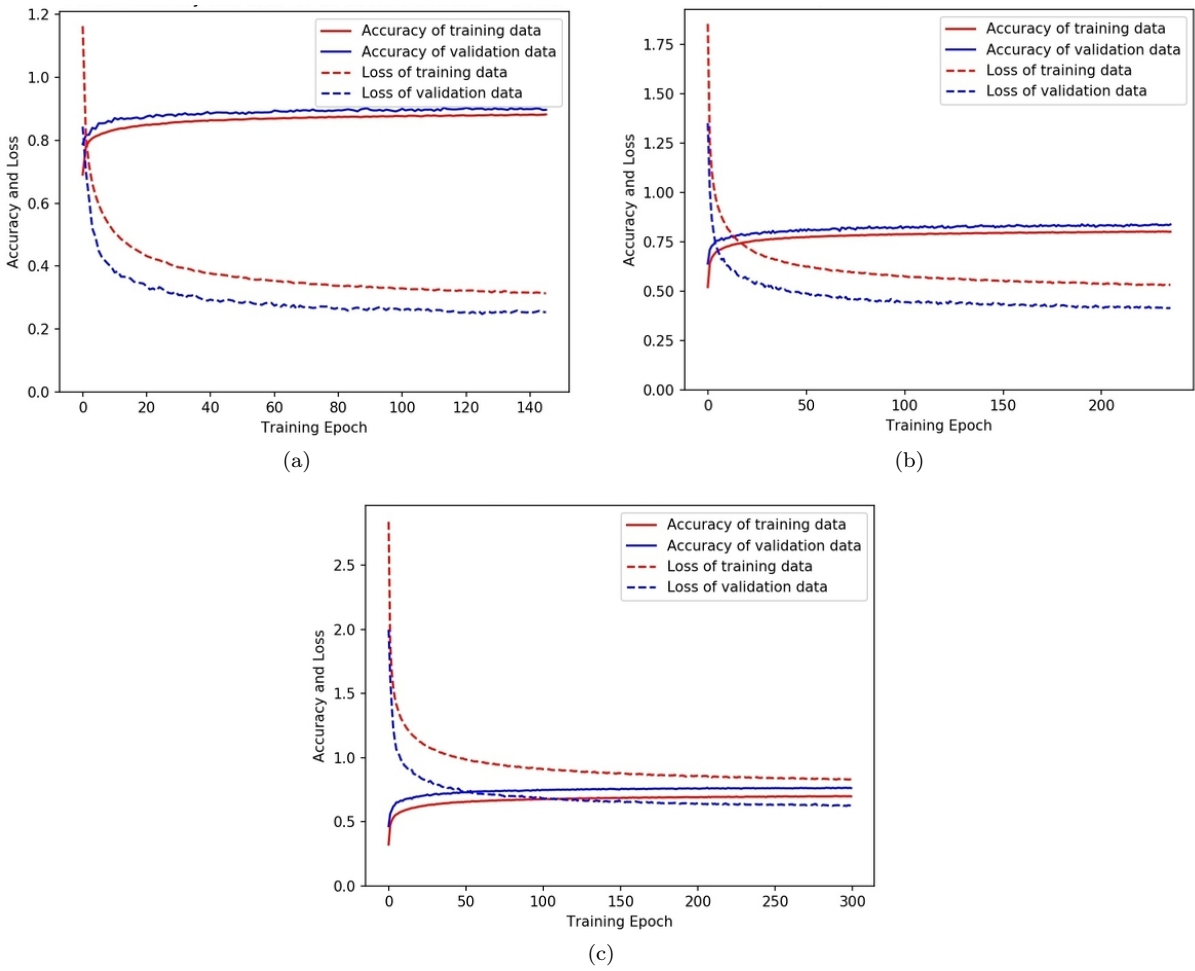 Accuracy of training data
Accuracy of validation data
Loss of training data
Loss of validation data
Accuracy and Loss
1.2
1.0
0.8
0.6
0.4
0.2
0.0
0 20 40 60 80 100 120 140
Training Epoch
(a)
Accuracy of training data
Accuracy of validation data
Loss of training data
Loss of validation data
Accuracy and Loss
1.75
1.50
1.25
1.00
0.75
0.50
0.25
0.00
0 50 100 150 200
Training Epoch
(b)
Accuracy of training data
Accuracy of validation data
Loss of training data
Loss of validation data
Accuracy and Loss
2.5
2.0
1.5
1.0
0.5
0.0
0 50 100 150 200 250 300
Training Epoch
(c)